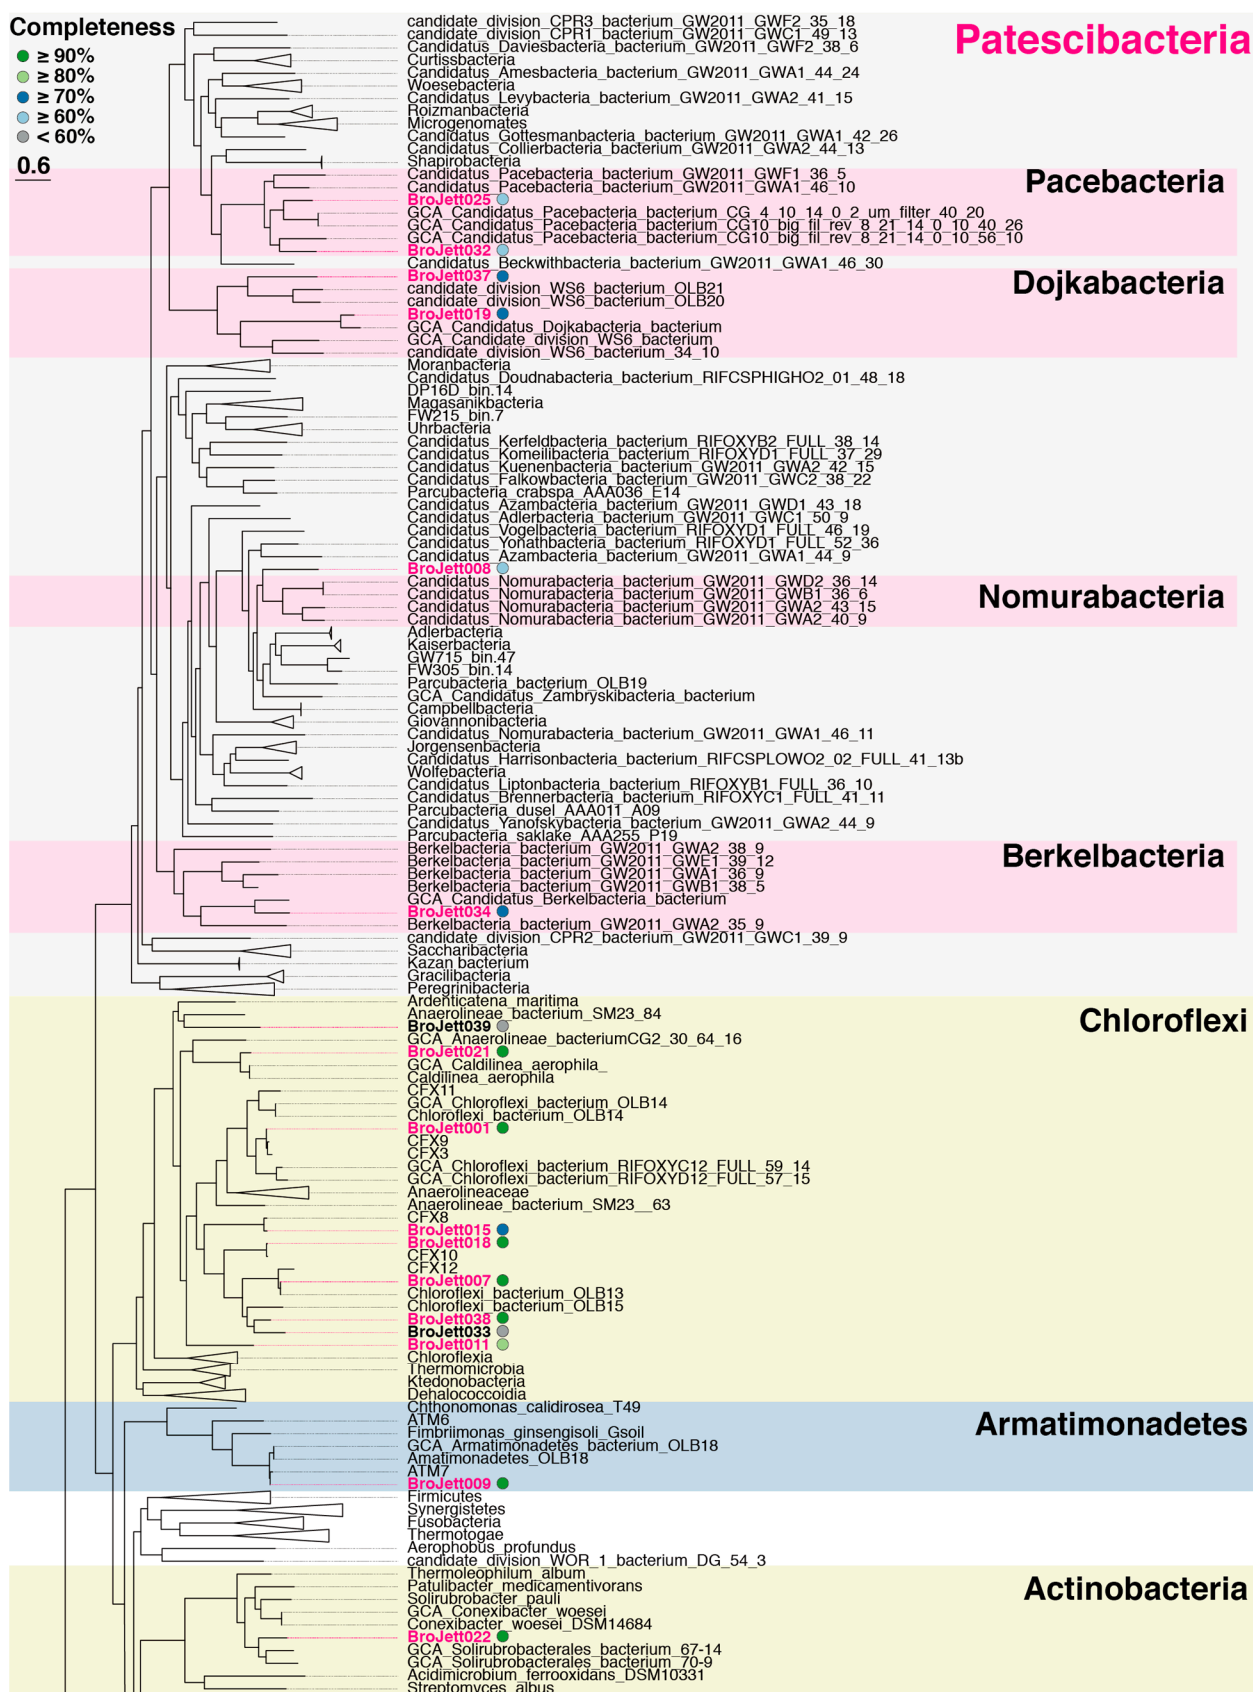 Completeness
≥ 90%
≥ 80%
≥ 70%
≥ 60%
< 60%
0.6
Patescibacteria
candidate_division_CPR3_bacterium_GW2011_GWF2_35_18
candidate_division_CPR1_bacterium_GWC1_49_13
Candidatus_Daviesbacteria_bacterium_GW2011_GWF2_38_6
Curtissbacteria
Candidatus_Amesbacteria_bacterium_GW2011_GWA1_44_24
Woesebacteria
Candidatus_Levybacteria_bacterium_GW2011_GWA2_41_15
Roizmanbacteria
Microgenomates
Candidatus_Gottesmanbacteria_bacterium_GW2011_GWA1_42_26
Candidatus_Collierbacteria_bacterium_GW2011_GWA2_44_13
Shapirobacteria
Pacebacteria
Candidatus_Pacebacteria_bacterium_GW2011_GWF1_36_5
Candidatus_Pacebacteria_bacterium_GW2011_GWA1_46_10
BroJett025
GCA_Candidatus_Pacebacteria_bacterium_CG_4_10_14_0_2_um_filter_40_20
GCA_Candidatus_Pacebacteria_bacterium_CG10_big_fil_rev_8_21_14_0_10_40_26
GCA_Candidatus_Pacebacteria_bacterium_CG10_big_fil_rev_8_21_14_0_10_56_10
BroJett032
Candidatus_Beckwithbacteria_bacterium_GW2011_GWA1_46_30
Dojkabacteria
BroJett037
candidate_division_WS6_bacterium_OLB21
candidate_division_WS6_bacterium_OLB20
BroJett019
GCA_Candidatus_Dojkabacteria_bacterium
GCA_Candidate_division_WS6_bacterium
candidate_division_WS6_bacterium_34_10
Moranbacteria
Candidatus_Doudnabacteria_bacterium_RIFCSPHIGHO2_01_48_18
DP16D_bin.14
Magasanikbacteria
FW215_bin.7
Uhrbacteria
Candidatus_Kerfeldbacteria_bacterium_RIFOXYB2_FULL_38_14
Candidatus_Komeilibacteria_bacterium_RIFOXYD1_FULL_37_29
Candidatus_Kuenenbacteria_bacterium_GW2011_GWA2_42_15
Candidatus_Falkowbacteria_bacterium_GW2011_GWC2_38_22
Parcubacteria_crabspa_AAA036_E14
Candidatus_Azambacteria_bacterium_GW2011_GWD1_43_18
Candidatus_Adlerbacteria_bacterium_GWC1_50_9
Candidatus_Vogelbacteria_bacterium_RIFOXYD1_FULL_46_19
Candidatus_Yonathbacteria_bacterium_RIFOXYD1_FULL_52_36
Candidatus_Azambacteria_bacterium_GW2011_GWA1_44_9
BroJett008
Nomurabacteria
Candidatus_Nomurabacteria_bacterium_GW2011_GWD2_36_14
Candidatus_Nomurabacteria_bacterium_GW2011_GWB1_36_6
Candidatus_Nomurabacteria_bacterium_GW2011_GWA2_43_15
Candidatus_Nomurabacteria_bacterium_GW2011_GWA2_40_9
Adlerbacteria
Kaiserbacteria
GW715_bin.47
FW305_bin.14
Parcubacteria_bacterium_OLB19
GCA_Candidatus_Zambryskibacteria_bacterium
Campbellbacteria
Giovannonibacteria
Candidatus_Nomurabacteria_bacterium_GW2011_GWA1_46_11
Jorgensenbacteria
Candidatus_Harrisonbacteria_bacterium_RIFCSPLOWO2_02_FULL_41_13b
Wolfebacteria
Candidatus_Liptonbacteria_bacterium_RIFOXYB1_FULL_36_10
Candidatus_Brennerbacteria_bacterium_RIFOXYC1_FULL_41_11
Parcubacteria_dusel_AAA011_A09
Candidatus_Yanofskybacteria_bacterium_GW2011_GWA2_44_9
Parcubacteria_saklake_AAA255_P19
Berkelbacteria
Berkelbacteria_bacterium_GW2011_GWA2_38_9
Berkelbacteria_bacterium_GW2011_GWE1_39_12
Berkelbacteria_bacterium_GW2011_GWA1_36_9
Berkelbacteria_bacterium_GW2011_GWB1_38_5
GCA_Candidatus_Berkelbacteria_bacterium
BroJett034
Berkelbacteria_bacterium_GW2011_GWA2_35_9
candidate_division_CPR2_bacterium_GW2011_GWC1_39_9
Saccharibacteria
Kazan bacterium
Gracilibacteria
Peregrinibacteria
Chloroflexi
Ardenticatena_maritima
Anaerolineae_bacterium_SM23_84
BroJett039
GCA_Anaerolineae_bacteriumCG2_30_64_16
BroJett021
GCA_Caldilinea_aerophila_
Caldilinea_aerophila
CFX11
GCA_Chloroflexi_bacterium_OLB14
Chloroflexi_bacterium_OLB14
BroJett001
CFX9
CFX3
GCA_Chloroflexi_bacterium_RIFOXYC12_FULL_59_14
GCA_Chloroflexi_bacterium_RIFOXYD12_FULL_57_15
Anaerolineaceae
Anaerolineae_bacterium_SM23__63
CFX8
BroJett015
BroJett018
CFX10
CFX12
BroJett007
Chloroflexi_bacterium_OLB13
Chloroflexi_bacterium_OLB15
BroJett038
BroJett033
BroJett011
Chloroflexia
Thermomicrobia
Ktedonobacteria
Dehalococcoidia
Armatimonadetes
Chthonomonas_calidirosea_T49
ATM6
Fimbriimonas_ginsengisoli_Gsoil
GCA_Armatimonadetes_bacterium_OLB18
Amatimonadetes_OLB18
ATM7
BroJett009
Firmicutes
Synergistetes
Fusobacteria
Thermotogae
Aerophobus_profundus
candidate_division_WOR_1_bacterium_DG_54_3
Actinobacteria
Thermoleophilum_album
Patulibacter_medicamentivorans
Solirubrobacter_pauli
GCA_Conexibacter_woesei
Conexibacter_woesei_DSM14684
BroJett022
GCA_Solirubrobacterales_bacterium_67-14
GCA_Solirubrobacterales_bacterium_70-9
Acidimicrobium_ferrooxidans_DSM10331
Streptomyces_albus